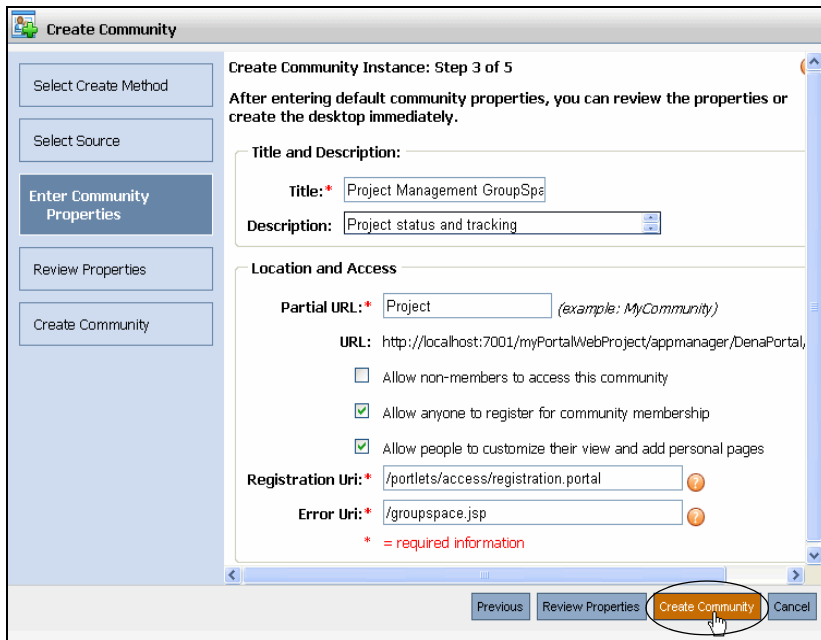 Create Community
Select Create Method
Select Source
Enter Community
Properties
Review Properties
Create Community
Create Community Instance: Step 3 of 5
After entering default community properties, you can review the properties or
create the desktop immediately.
Title and Description:
Title:* Project Management GroupSpa
Description: Project status and tracking
Location and Access
Partial URL:* Project (example: MyCommunity)
URL: http://localhost:7001/myPortalWebProject/appmanager/DenaPortal,
Allow non-members to access this community
Allow anyone to register for community membership
Allow people to customize their view and add personal pages
Registration Uri:* /portlets/access/registration.portal ?
Error Uri:* /groupspace.jsp ?
* = required information
Previous Review Properties Create Community Cancel